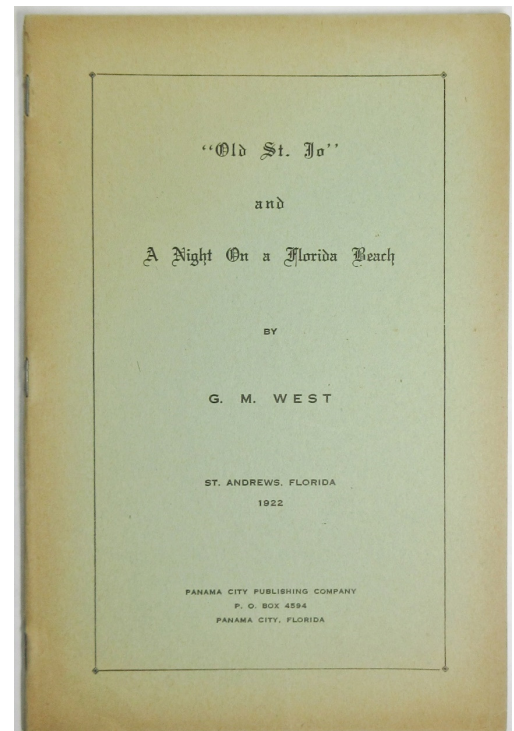 “Old St. Jo”
and
A Night On a Florida Beach
BY
G. M. WEST
ST. ANDREWS, FLORIDA
1922
PANAMA CITY PUBLISHING COMPANY
P. O. BOX 4594
PANAMA CITY, FLORIDA